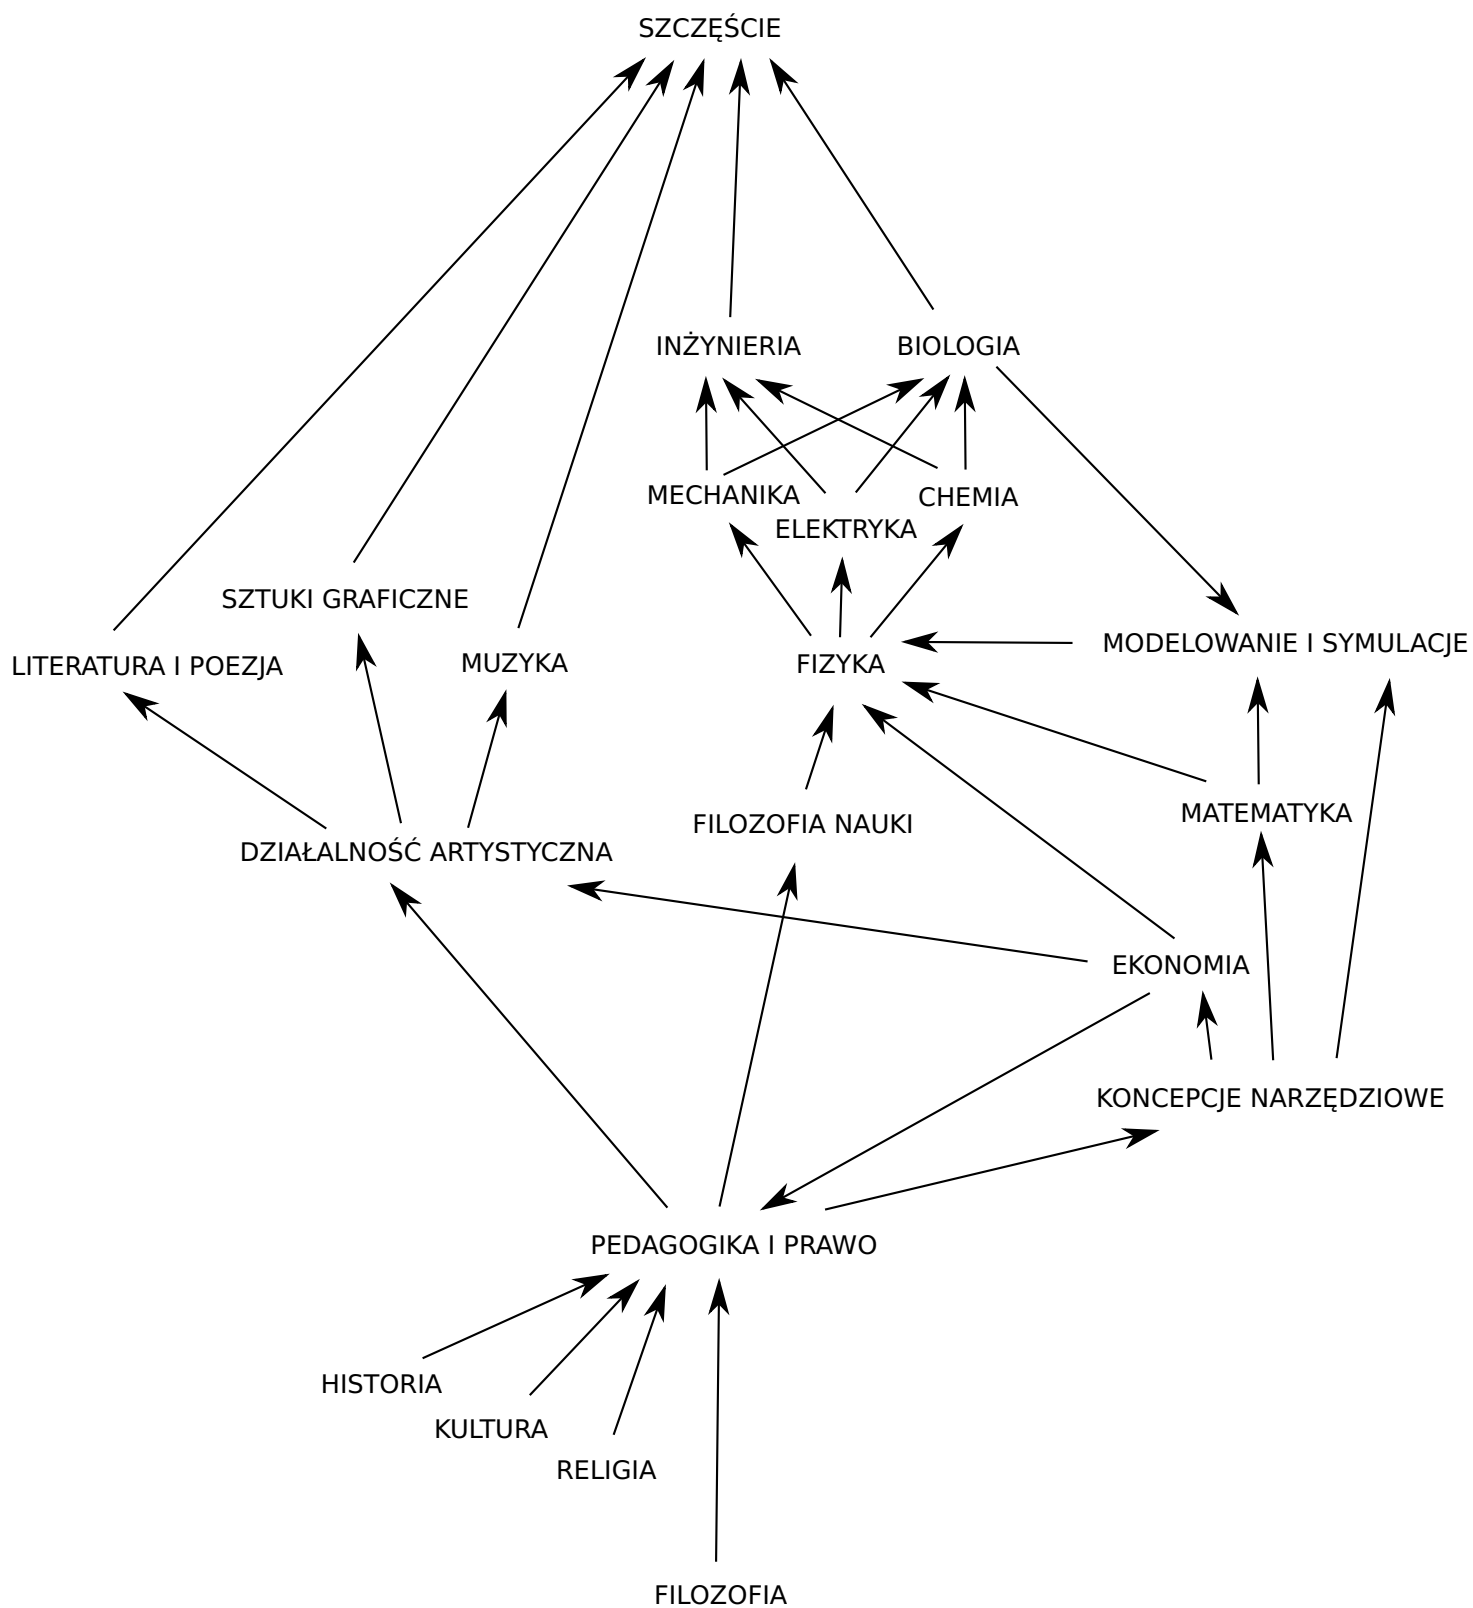 SZCZĘŚCIE
INŻYNIERIA
BIOLOGIA
MECHANIKA
CHEMIA
ELEKTRYKA
SZTUKI GRAFICZNE
MODELOWANIE I SYMULACJE
LITERATURA I POEZJA
MUZYKA
FIZYKA
MATEMATYKA
FILOZOFIA NAUKI
DZIAŁALNOŚĆ ARTYSTYCZNA
EKONOMIA
KONCEPCJE NARZĘDZIOWE
PEDAGOGIKA I PRAWO
HISTORIA
KULTURA
RELIGIA
FILOZOFIA